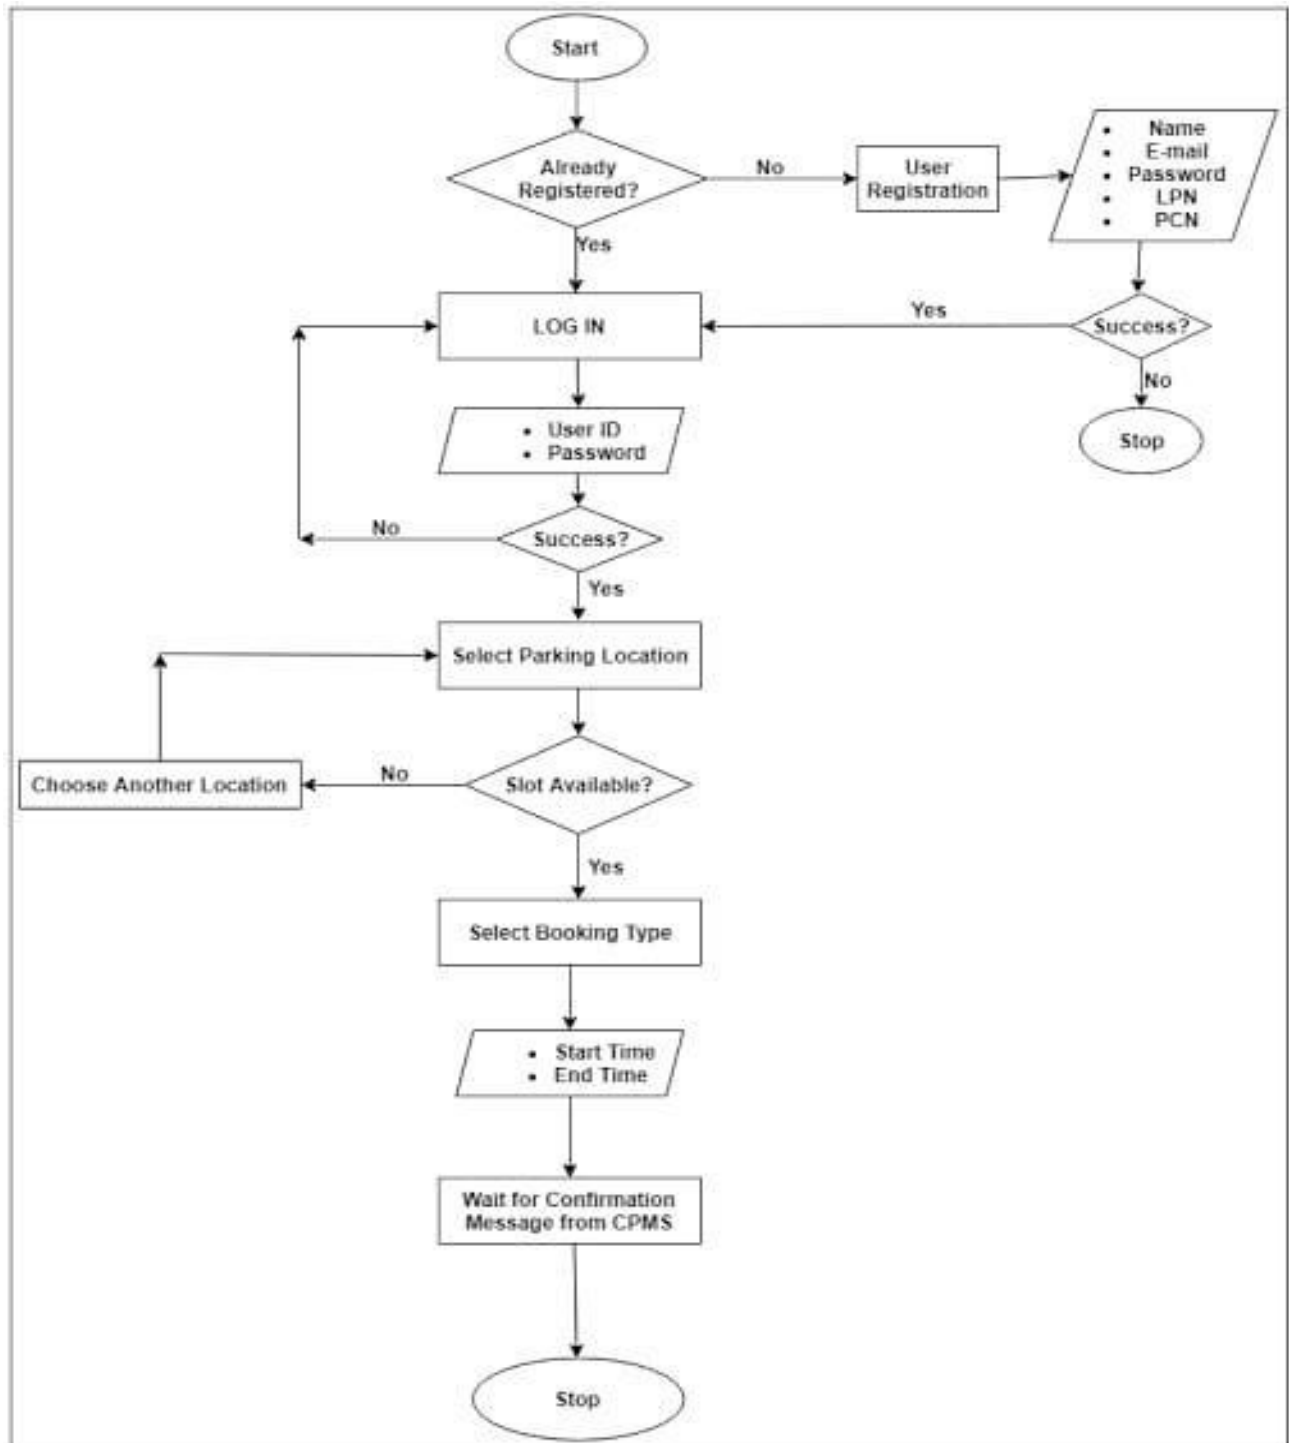 Start
Already
Registered?
No
User
Registration
• Name
• E-mail
• Password
• LPN
• PCN
Yes
LOG IN
Yes
Success?
No
Stop
• User ID
• Password
No
Success?
Yes
Select Parking Location
Choose Another Location
No
Slot Available?
Yes
Select Booking Type
• Start Time
• End Time
Wait for Confirmation
Message from CPMS
Stop